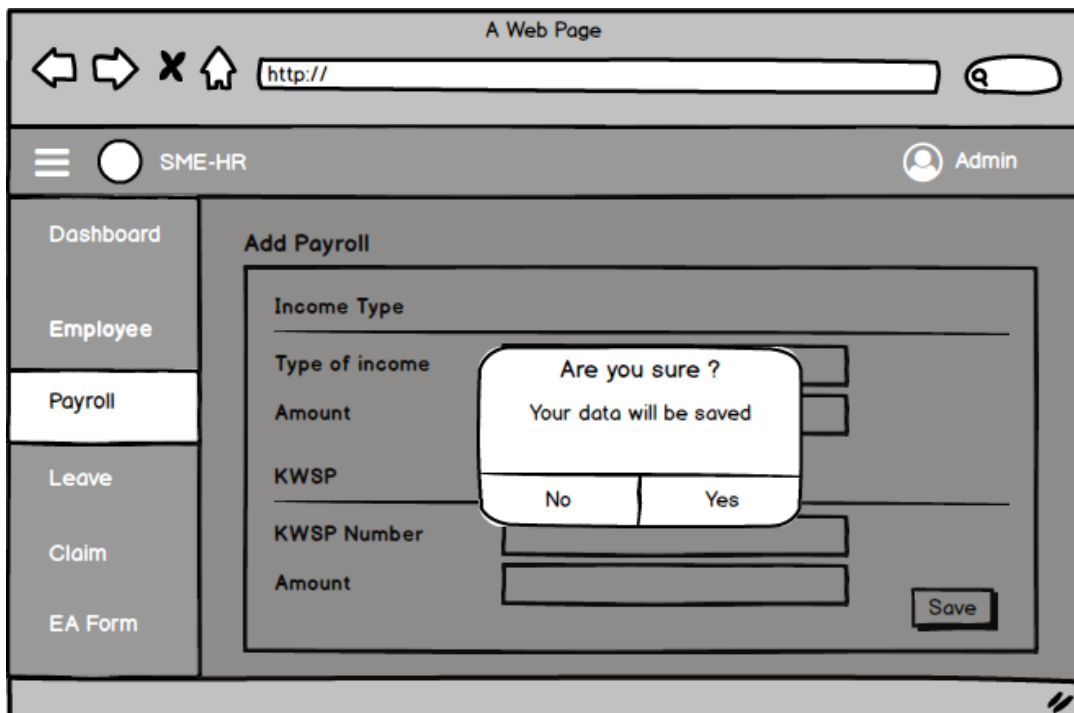 A Web Page
http://
SME-HR
Admin
Dashboard
Employee
Payroll
Leave
Claim
EA Form
Add Payroll
Income Type
Type of income
Amount
KWSP
KWSP Number
Amount
Save
Are you sure ?
Your data will be saved
No
Yes